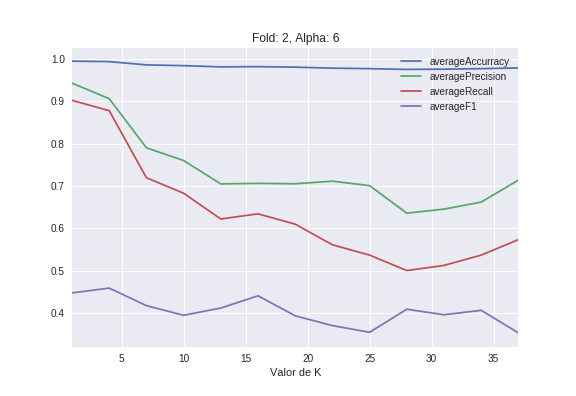 Fold: 2, Alpha: 6
1.0
0.9
0.8
0.7
0.6
0.5
0.4
averageAccurracy
averagePrecision
averageRecall
averageF1
5 10 15 20 25 30 35
Valor de K